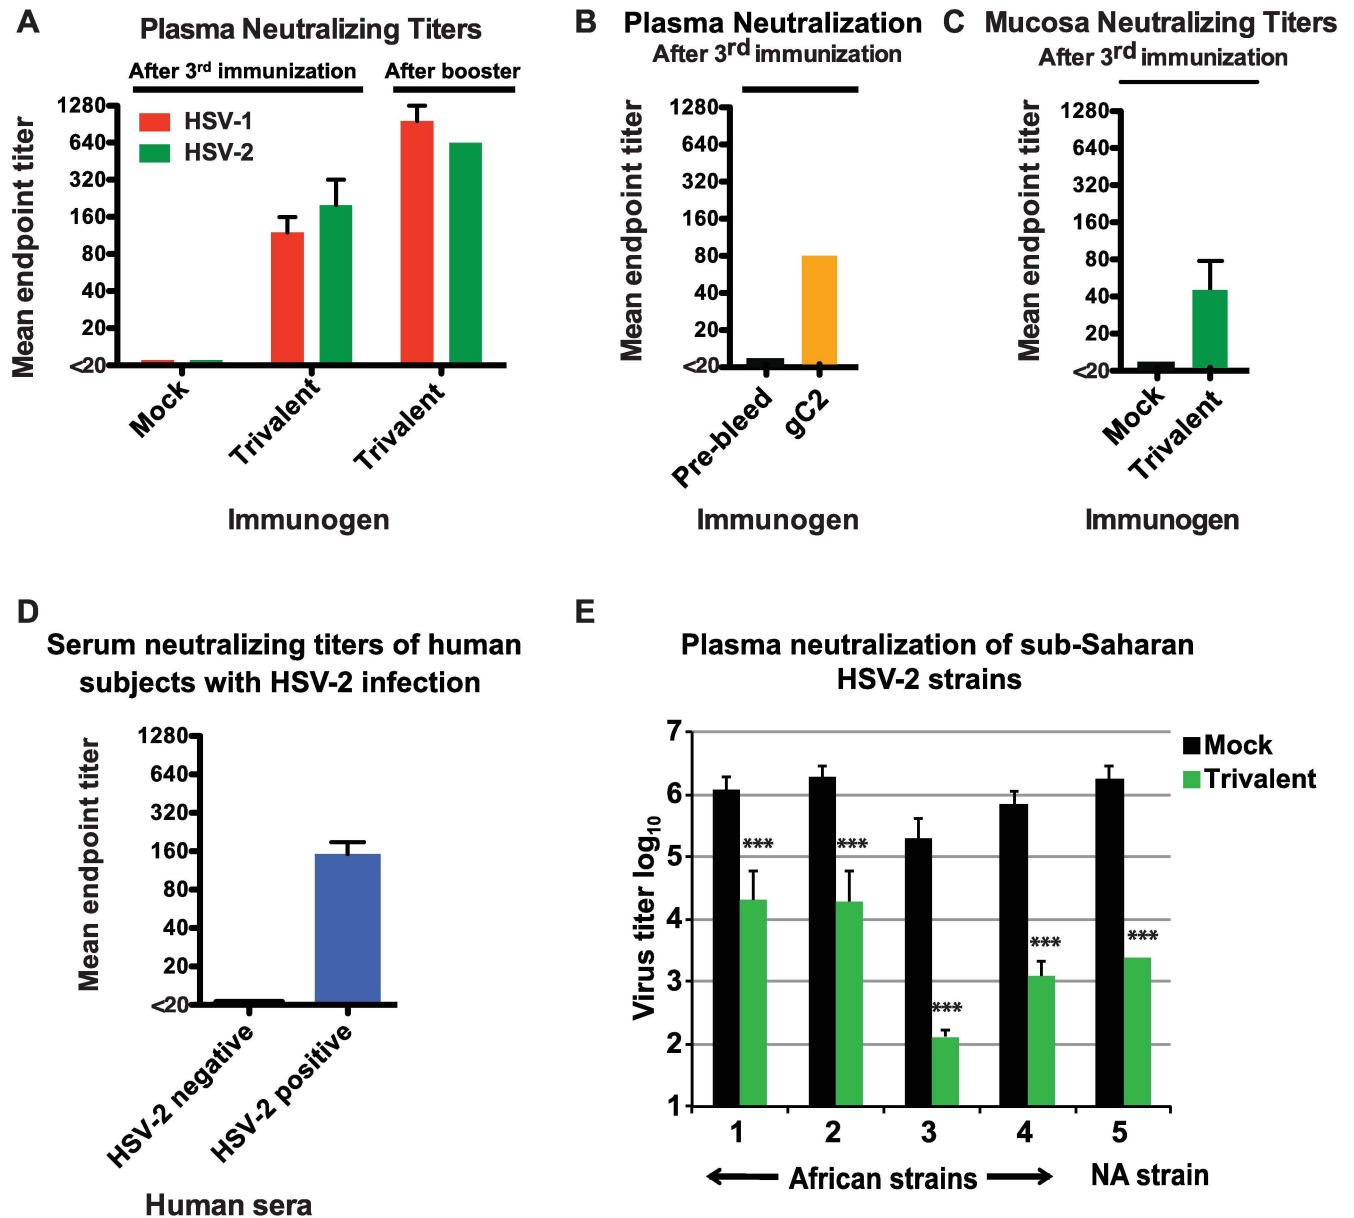 A
Plasma Neutralizing Titers
After 3rd immunization
After booster
HSV-1
HSV-2
Mean endpoint titer
1280
640
320
160
80
40
20
<20
Mock
Trivalent
Trivalent
Immunogen
B
Plasma Neutralization
After 3rd immunization
Mean endpoint titer
1280
640
320
160
80
40
20
<20
Pre-bleed
gC2
Immunogen
C
Mucosa Neutralizing Titers
After 3rd immunization
Mean endpoint titer
1280
640
320
160
80
40
20
<20
Mock
Trivalent
Immunogen
D
Serum neutralizing titers of human
subjects with HSV-2 infection
Mean endpoint titer
1280
640
320
160
80
40
20
<20
HSV-2 negative
HSV-2 positive
Human sera
E
Plasma neutralization of sub-Saharan
HSV-2 strains
Mock
Trivalent
Virus titer log10
7
6
5
4
3
2
1
***
***
***
***
***
1
2
3
4
5
African strains
NA strain